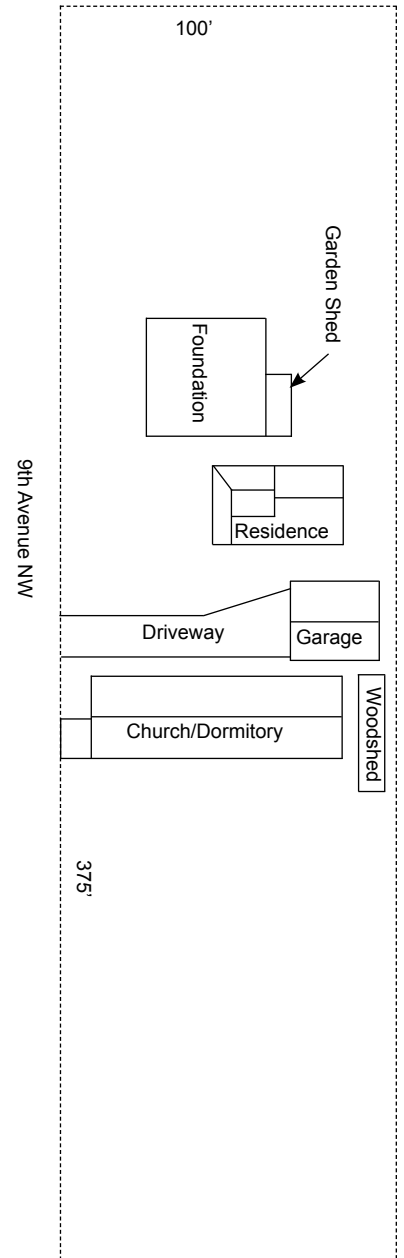 100’
Garden Shed
Foundation
Residence
9th Avenue NW
Driveway
Garage
Church/Dormitory
Woodshed
375’